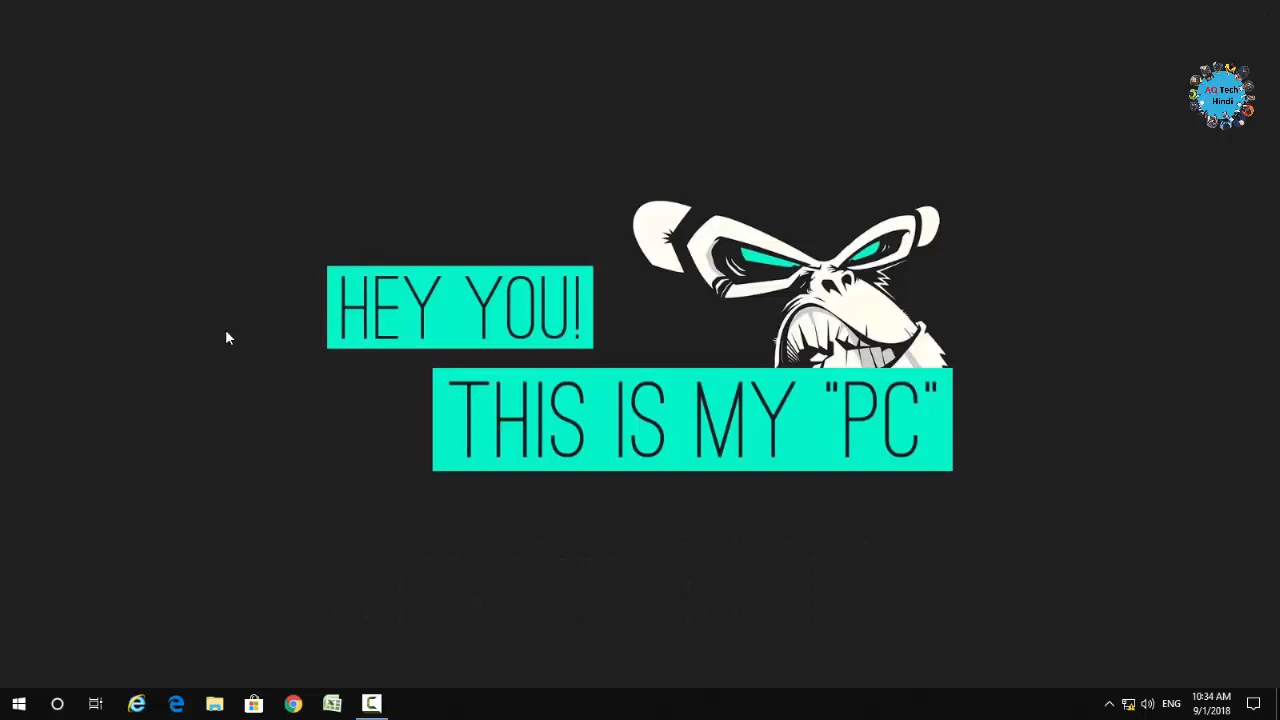 AQ Tech
Hindi
HEY YOU!
THIS IS MY "PC"
ENG
10:34 AM
9/1/2018